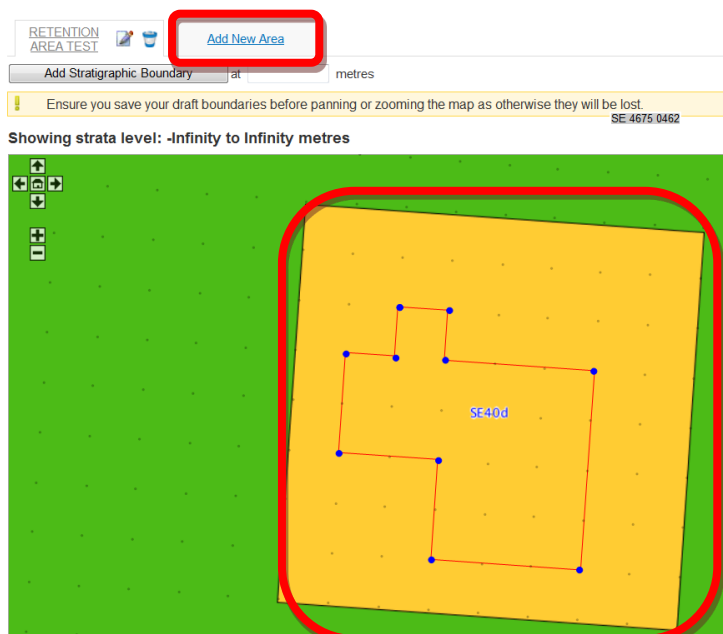 RETENTION
AREA TEST
Add New Area
Add Stratigraphic Boundary at metres
Ensure you save your draft boundaries before panning or zooming the map as otherwise they will be lost.
SE 4675 0462
Showing strata level: -Infinity to Infinity metres
SE40d